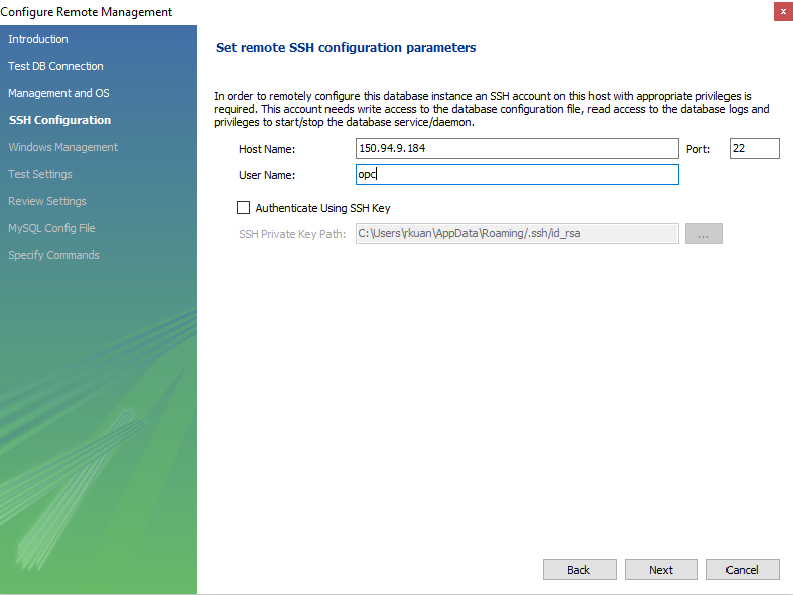 Configure Remote Management
x
Introduction
Test DB Connection
Management and OS
SSH Configuration
Windows Management
Test Settings
Review Settings
MySQL Config File
Specify Commands
Set remote SSH configuration parameters
In order to remotely configure this database instance an SSH account on this host with appropriate privileges is
required. This account needs write access to the database configuration file, read access to the database logs and
privileges to start/stop the database service/daemon.
Host Name: 150.94.9.184 Port: 22
User Name: opc
Authenticate Using SSH Key
SSH Private Key Path: C:\Users\rkuan\AppData\Roaming/.ssh/id_rsa ...
Back Next Cancel